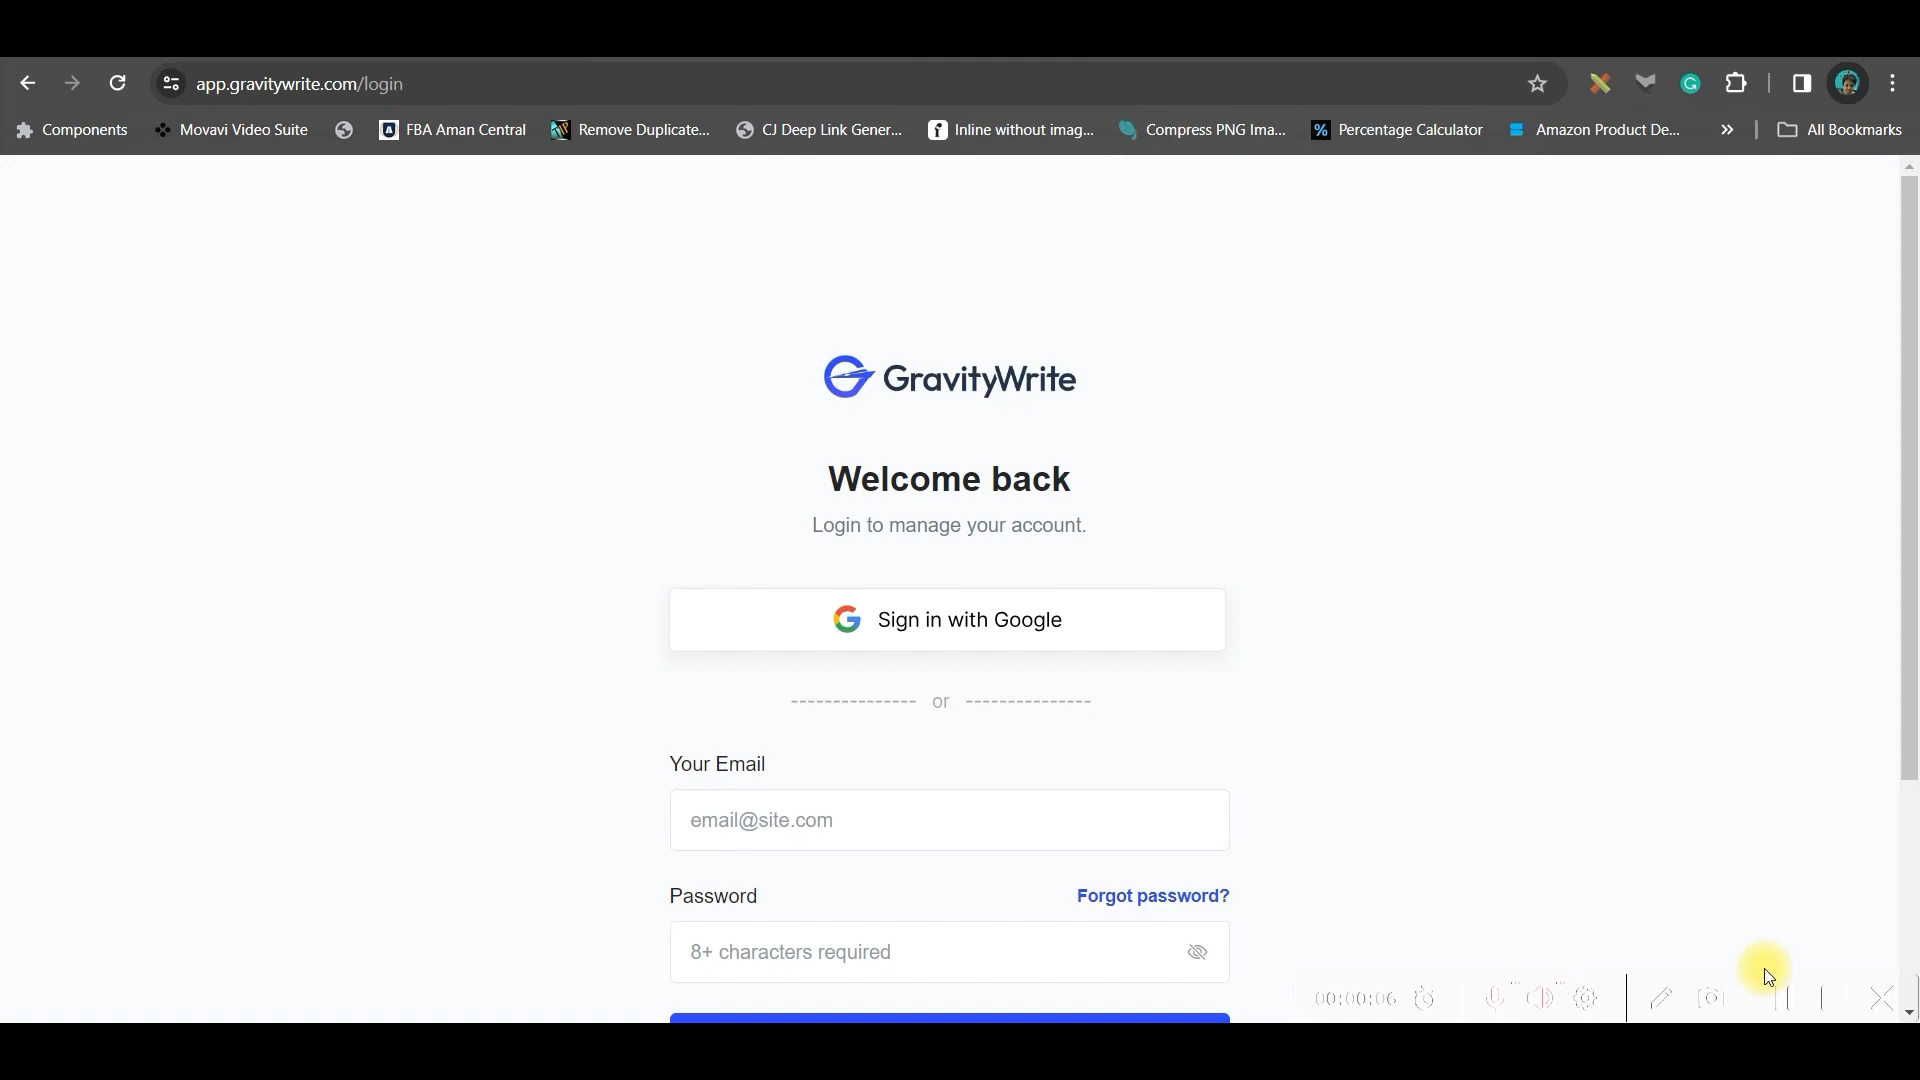 app.gravitywrite.com/login
Components
Movavi Video Suite
FBA Aman Central
Remove Duplicate...
CJ Deep Link Gener...
Inline without imag...
Compress PNG Ima...
Percentage Calculator
Amazon Product De...
All Bookmarks
GravityWrite
Welcome back
Login to manage your account.
Sign in with Google
--------------- or ---------------
Your Email
email@site.com
Password
Forgot password?
8+ characters required
00:00:06